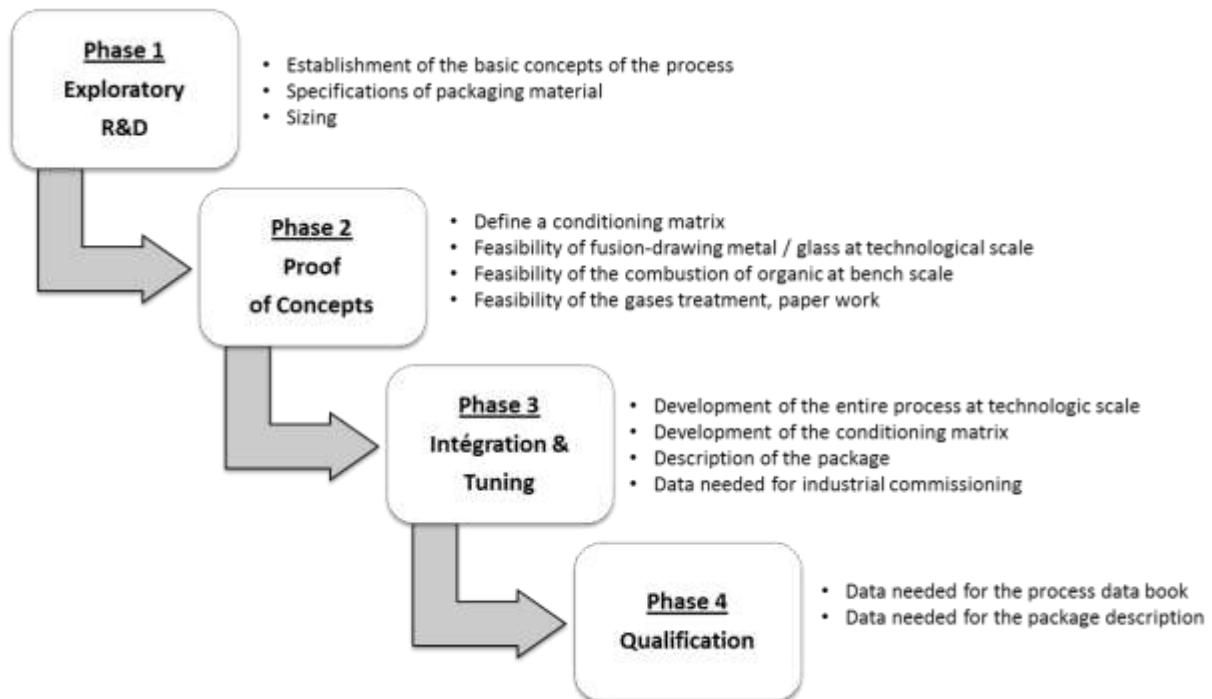 Phase 1
Exploratory
R&D
• Establishment of the basic concepts of the process
• Specifications of packaging material
• Sizing
Phase 2
Proof
of Concepts
• Define a conditioning matrix
• Feasibility of fusion-drawing metal / glass at technological scale
• Feasibility of the combustion of organic at bench scale
• Feasibility of the gases treatment, paper work
Phase 3
Intégration &
Tuning
• Development of the entire process at technologic scale
• Development of the conditioning matrix
• Description of the package
• Data needed for industrial commissioning
Phase 4
Qualification
• Data needed for the process data book
• Data needed for the package description